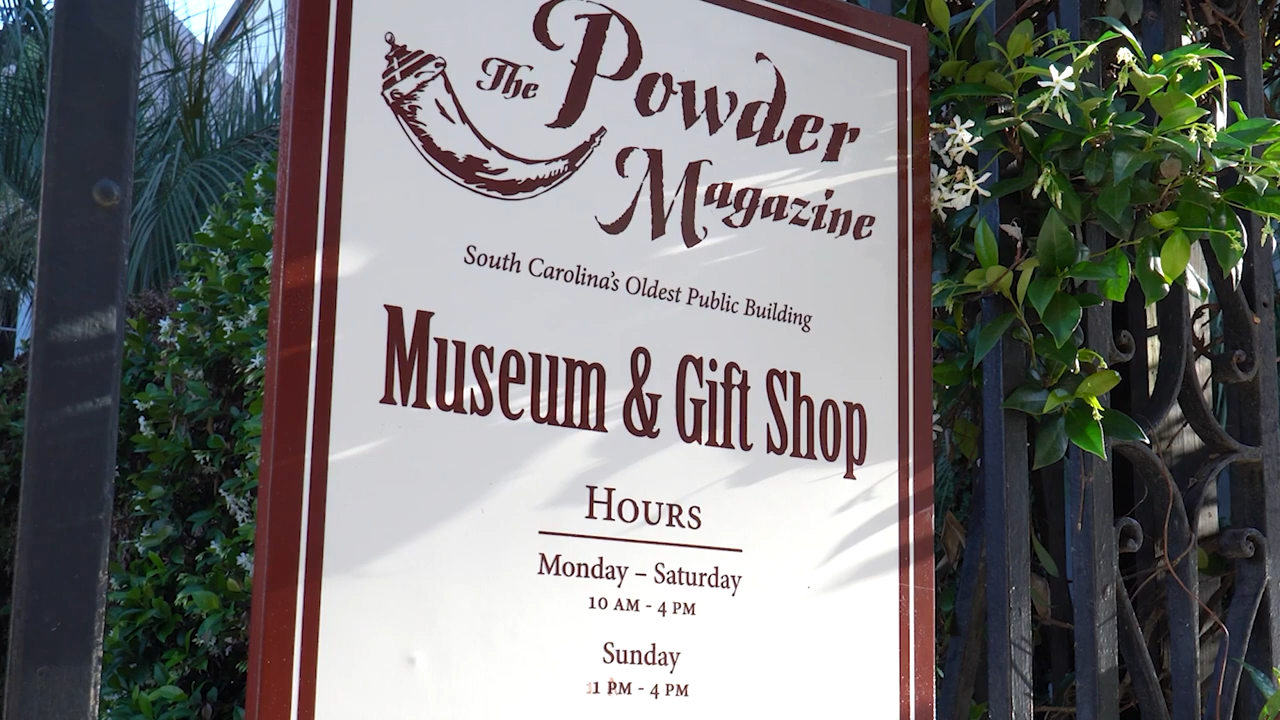 The Powder
Magazine
South Carolina's Oldest Public Building
Museum & Gift Shop
Hours
Monday – Saturday
10 AM - 4 PM
Sunday
1 PM - 4 PM